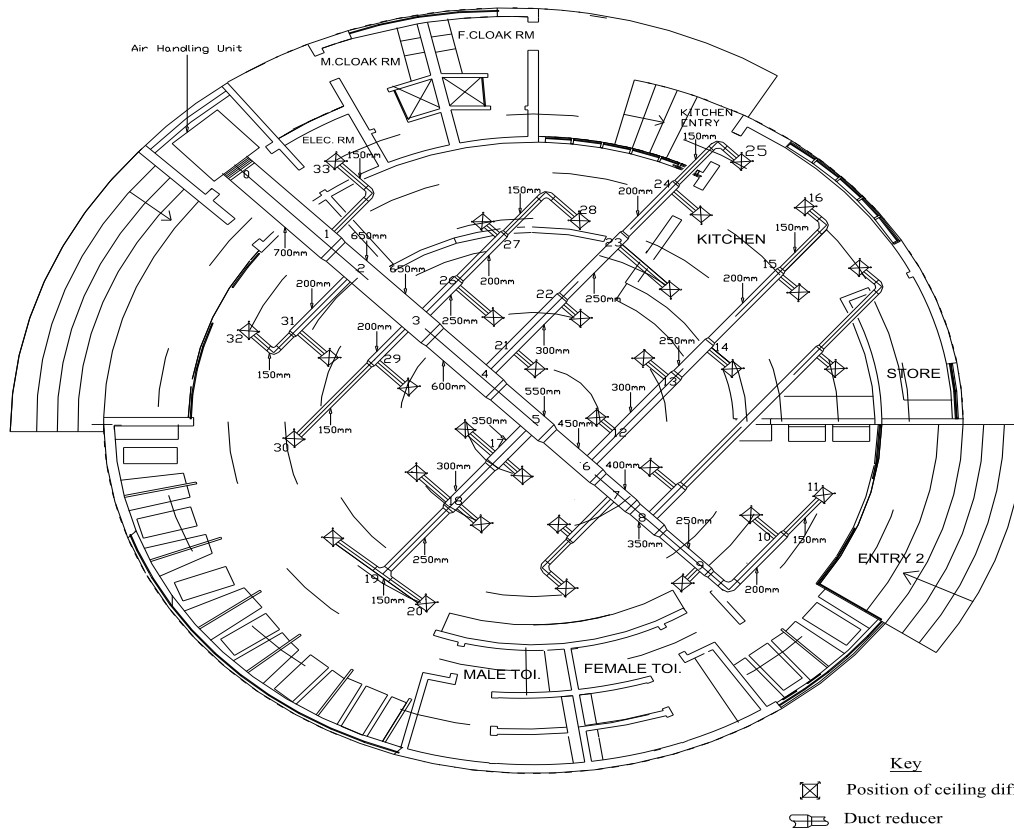 F.CLOAK RM
Air Handling Unit
M.CLOAK RM
KITCHEN
ENTRY
150mm
25
ELEC. RM
150mm
33
0
24
16
150mm
200mm
28
1
650mm
27
23
KITCHEN
150mm
700mm
2
650mm
200mm
26
15
200mm
200mm
250mm
22
250mm
31
3
250mm
32
200mm
300mm
21
14
150mm
29
600mm
4
250mm
13
300mm
STORE
550mm
150mm
350mm
5
450mm
12
30
17
6
400mm
300mm
7
11
18
8
350mm
250mm
10
150mm
250mm
9
ENTRY 2
19
150mm
200mm
20
MALE TOI.
FEMALE TOI.
Key
Position of ceiling dif
Duct reducer